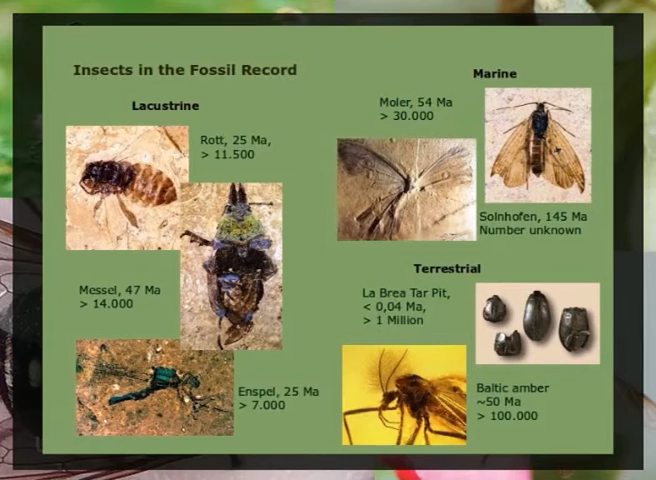 Insects in the Fossil Record
Lacustrine
Rott, 25 Ma,
> 11.500
Messel, 47 Ma
> 14.000
Enspel, 25 Ma
> 7.000
Marine
Moler, 54 Ma
> 30.000
Solnhofen, 145 Ma
Number unknown
Terrestrial
La Brea Tar Pit,
< 0,04 Ma,
> 1 Million
Baltic amber
~50 Ma
> 100.000